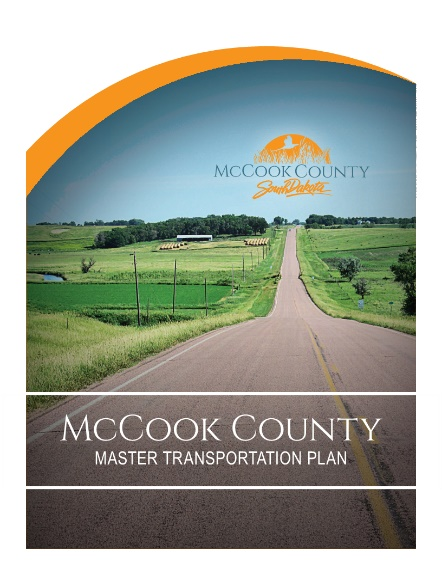 McCook County
South Dakota
McCook County
MASTER TRANSPORTATION PLAN